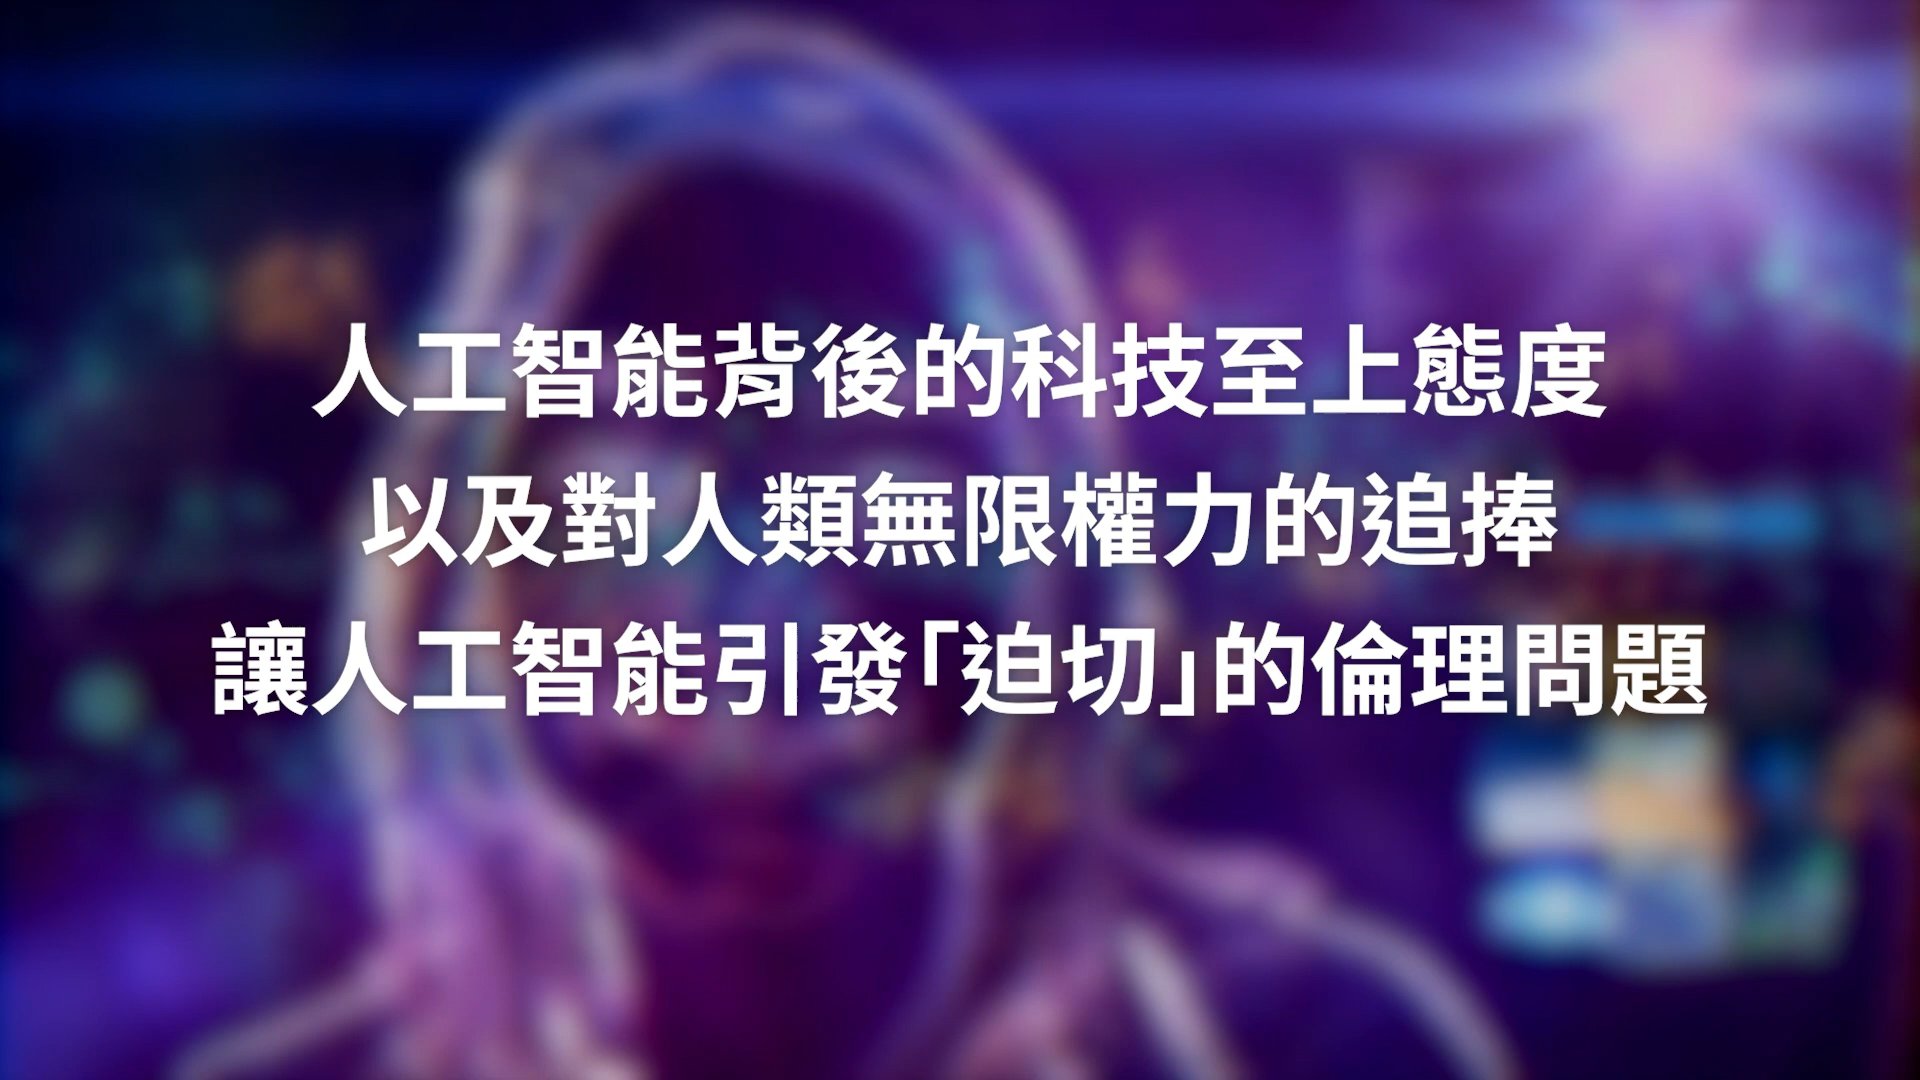 人工智能背後的科技至上態度
以及對人類無限權力的追捧
讓人工智能引發「迫切」的倫理問題